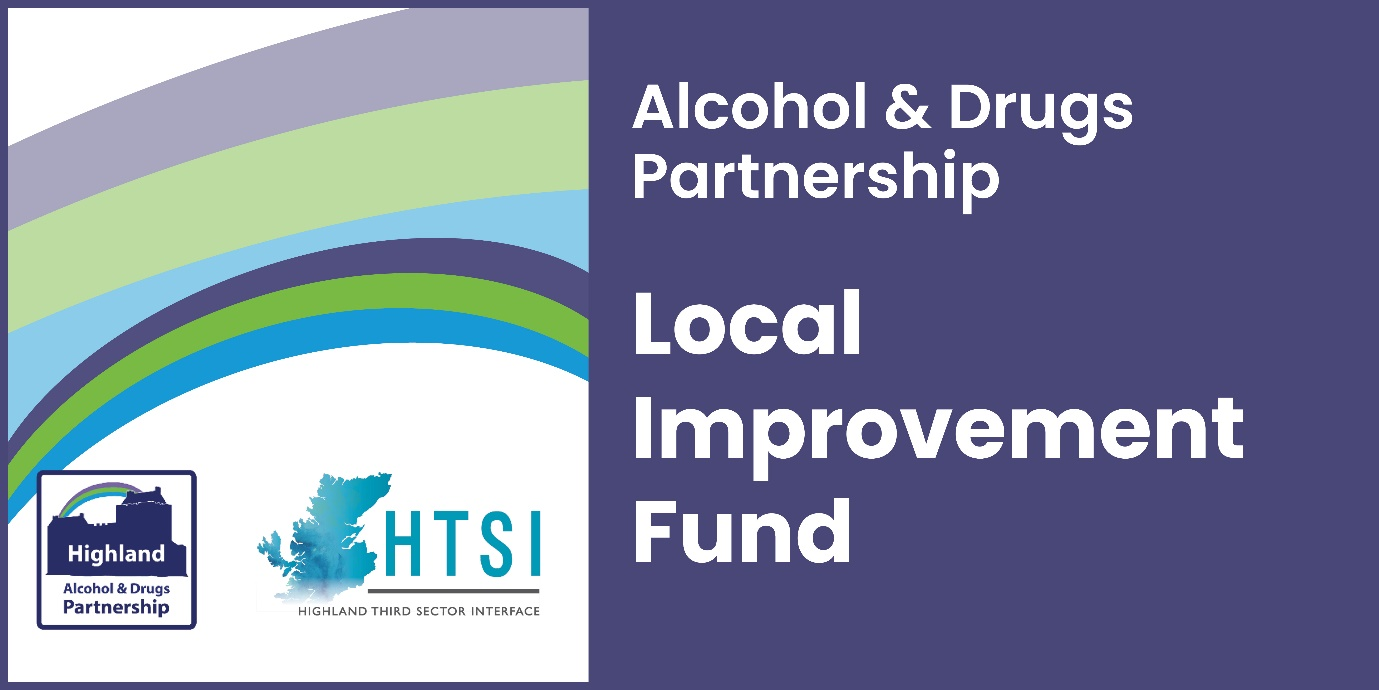 Alcohol & Drugs
Partnership
Local
Improvement
Fund
Highland
Alcohol & Drugs
Partnership
HTSI
HIGHLAND THIRD SECTOR INTERFACE